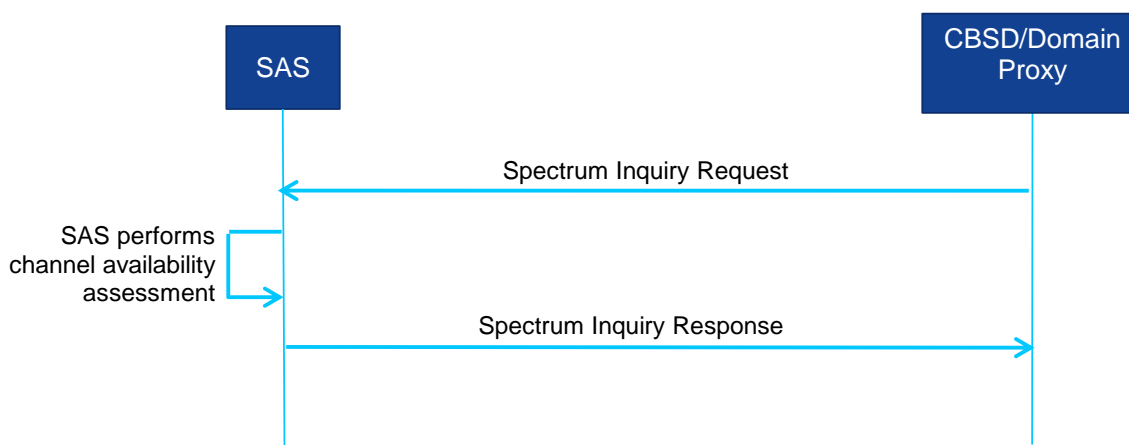 SAS
CBSD/Domain
Proxy
Spectrum Inquiry Request
SAS performs
channel availability
assessment
Spectrum Inquiry Response